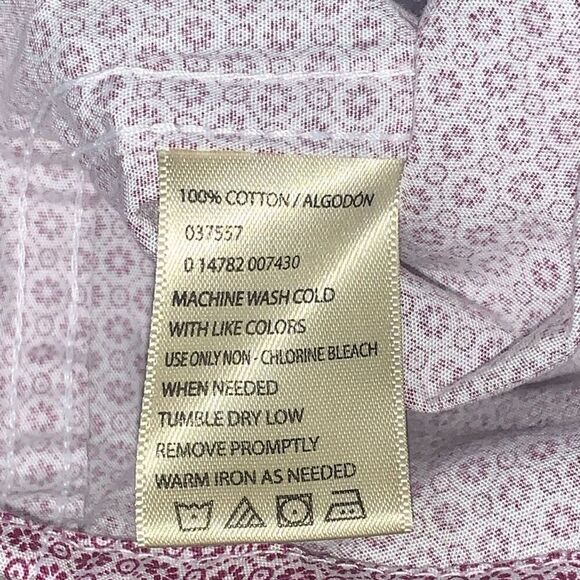 100% COTTON / ALGODÓN
037557
0 14782 007430
MACHINE WASH COLD
WITH LIKE COLORS
USE ONLY NON - CHLORINE BLEACH
WHEN NEEDED
TUMBLE DRY LOW
REMOVE PROMPTLY
WARM IRON AS NEEDED